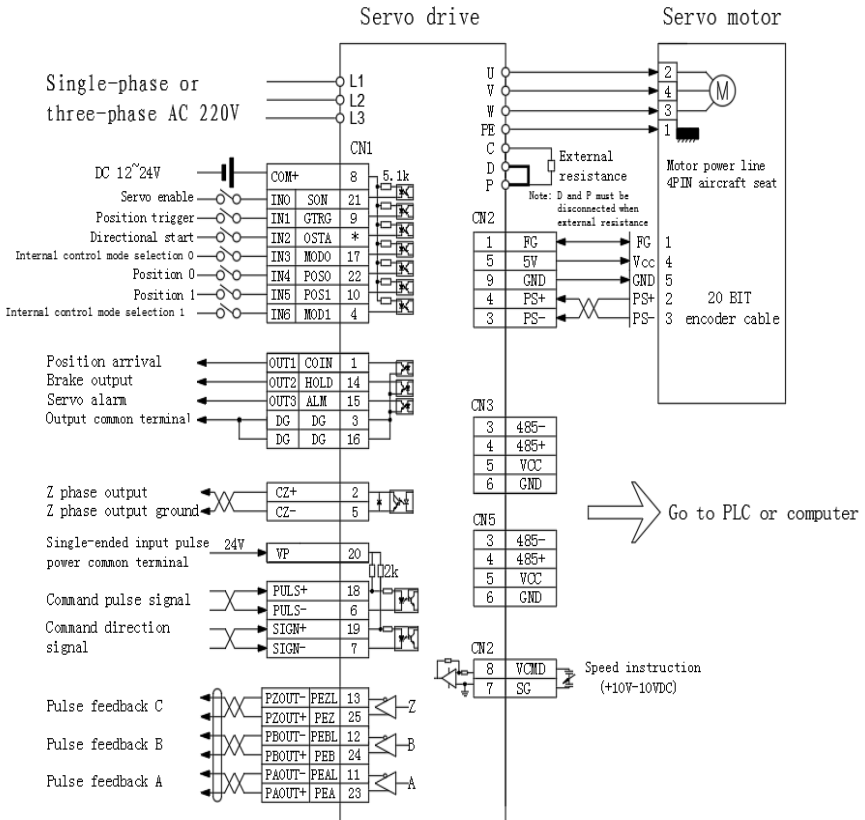 Servo drive
Servo motor
Single-phase or
three-phase AC 220V
L1
L2
L3
CN1
DC 12~24V
COM+ 8 5.1k
Servo enable IN0 SON 21
Position trigger IN1 GTRG 9
Directional start IN2 OSTA *
Internal control mode selection 0 IN3 MOD0 17
Position 0 IN4 POS0 22
Position 1 IN5 POS1 10
Internal control mode selection 1 IN6 MOD1 4
Position arrival OUT1 COIN 1
Brake output OUT2 HOLD 14
Servo alarm OUT3 ALM 15
Output common terminal DG DG 3
DG DG 16
Z phase output CZ+ 2
Z phase output ground CZ- 5
Single-ended input pulse
power common terminal
24V VP 20
2k
Command pulse signal
PULS+ 18
PULS- 6
Command direction
signal
SIGN+ 19
SIGN- 7
Pulse feedback C
PZOUT- PEZL 13
PZOUT+ PEZ 25
Z
Pulse feedback B
PBOUT- PEBL 12
PBOUT+ PEB 24
B
Pulse feedback A
PAOUT- PEAL 11
PAOUT+ PEA 23
A
U 2
V 4
W 3
PE 1
M
C
D
P
External
resistance
Note: D and P must be
disconnected when
external resistance
Motor power line
4PIN aircraft seat
CN2
1 FG FG 1
5 5V Vcc 4
9 GND GND 5
4 PS+ PS+ 2
3 PS- PS- 3
20 BIT
encoder cable
CN3
3 485-
4 485+
5 VCC
6 GND
CN5
3 485-
4 485+
5 VCC
6 GND
Go to PLC or computer
CN2
8 VCMD
7 SG
Speed instruction
(+10V-10VDC)